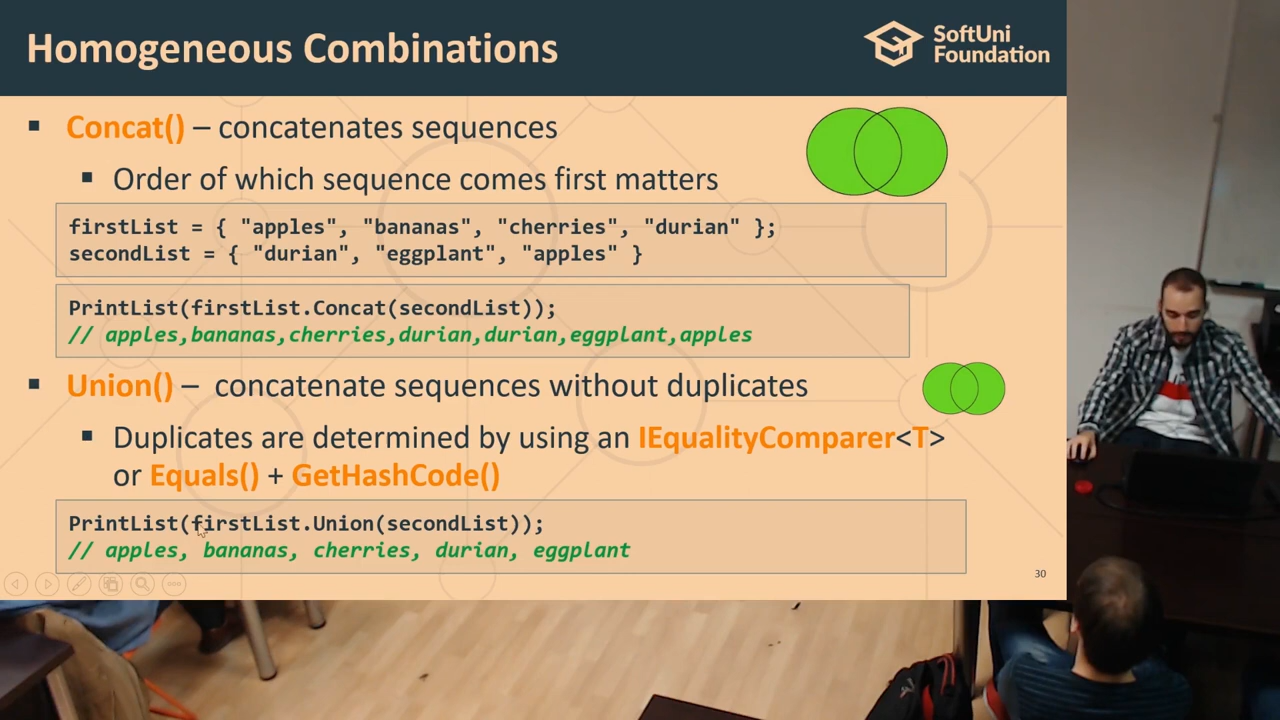 Homogeneous Combinations
SoftUni
Foundation
▪ Concat() – concatenates sequences
▪ Order of which sequence comes first matters
firstList = { "apples", "bananas", "cherries", "durian" };
secondList = { "durian", "eggplant", "apples" }
PrintList(firstList.Concat(secondList));
// apples,bananas,cherries,durian,durian,eggplant,apples
▪ Union() – concatenate sequences without duplicates
▪ Duplicates are determined by using an IEqualityComparer<T>
or Equals() + GetHashCode()
PrintList(firstList.Union(secondList));
// apples, bananas, cherries, durian, eggplant
30